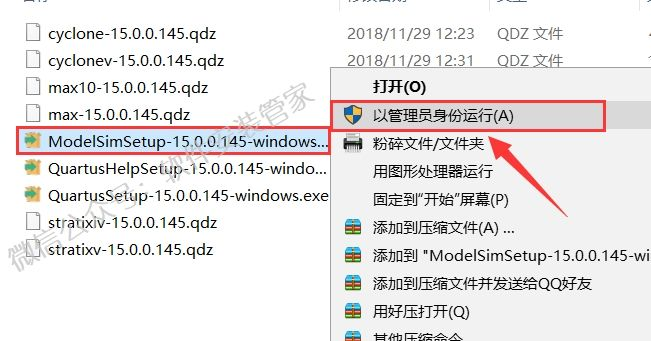 cyclone-15.0.0.145.qdz 2018/11/29 12:23 QDZ 文件
cyclonev-15.0.0.145.qdz 2018/11/29 12:31 QDZ 文件
max10-15.0.0.145.qdz
max-15.0.0.145.qdz
ModelSimSetup-15.0.0.145-windows...
QuartusHelpSetup-15.0.0.145-windo...
QuartusSetup-15.0.0.145-windows.exe
stratixiv-15.0.0.145.qdz
stratixv-15.0.0.145.qdz
打开(O)
以管理员身份运行(A)
粉碎文件/文件夹
用图形处理器运行
固定到"开始"屏幕(P)
添加到压缩文件(A) ...
添加到 "ModelSimSetup-15.0.0.145-wi
添加到压缩文件并发送给QQ好友
用好压打开(Q)
其他压缩命令
微信公众号：软件安装管家